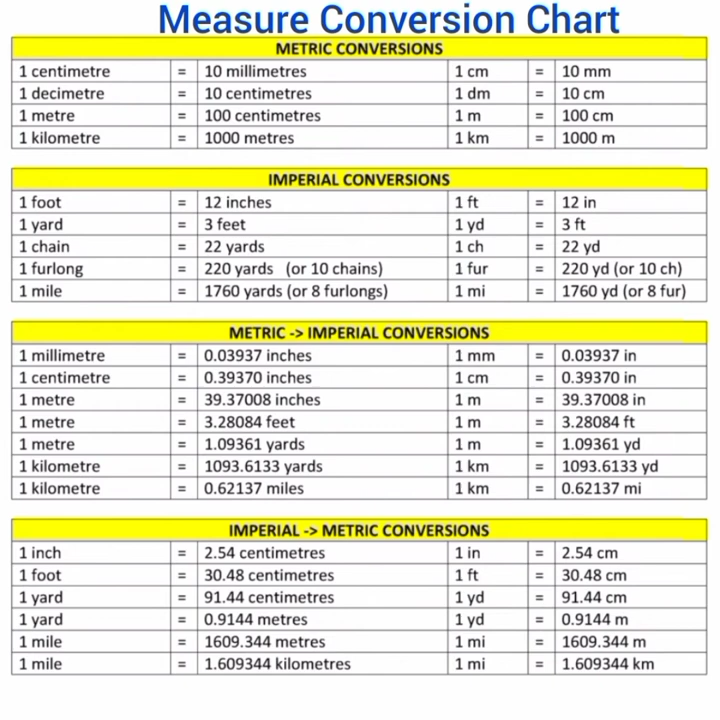 Measure Conversion Chart
METRIC CONVERSIONS
1 centimetre = 10 millimetres 1 cm = 10 mm
1 decimetre = 10 centimetres 1 dm = 10 cm
1 metre = 100 centimetres 1 m = 100 cm
1 kilometre = 1000 metres 1 km = 1000 m
IMPERIAL CONVERSIONS
1 foot = 12 inches 1 ft = 12 in
1 yard = 3 feet 1 yd = 3 ft
1 chain = 22 yards 1 ch = 22 yd
1 furlong = 220 yards (or 10 chains) 1 fur = 220 yd (or 10 ch)
1 mile = 1760 yards (or 8 furlongs) 1 mi = 1760 yd (or 8 fur)
METRIC -> IMPERIAL CONVERSIONS
1 millimetre = 0.03937 inches 1 mm = 0.03937 in
1 centimetre = 0.39370 inches 1 cm = 0.39370 in
1 metre = 39.37008 inches 1 m = 39.37008 in
1 metre = 3.28084 feet 1 m = 3.28084 ft
1 metre = 1.09361 yards 1 m = 1.09361 yd
1 kilometre = 1093.6133 yards 1 km = 1093.6133 yd
1 kilometre = 0.62137 miles 1 km = 0.62137 mi
IMPERIAL -> METRIC CONVERSIONS
1 inch = 2.54 centimetres 1 in = 2.54 cm
1 foot = 30.48 centimetres 1 ft = 30.48 cm
1 yard = 91.44 centimetres 1 yd = 91.44 cm
1 yard = 0.9144 metres 1 yd = 0.9144 m
1 mile = 1609.344 metres 1 mi = 1609.344 m
1 mile = 1.609344 kilometres 1 mi = 1.609344 km